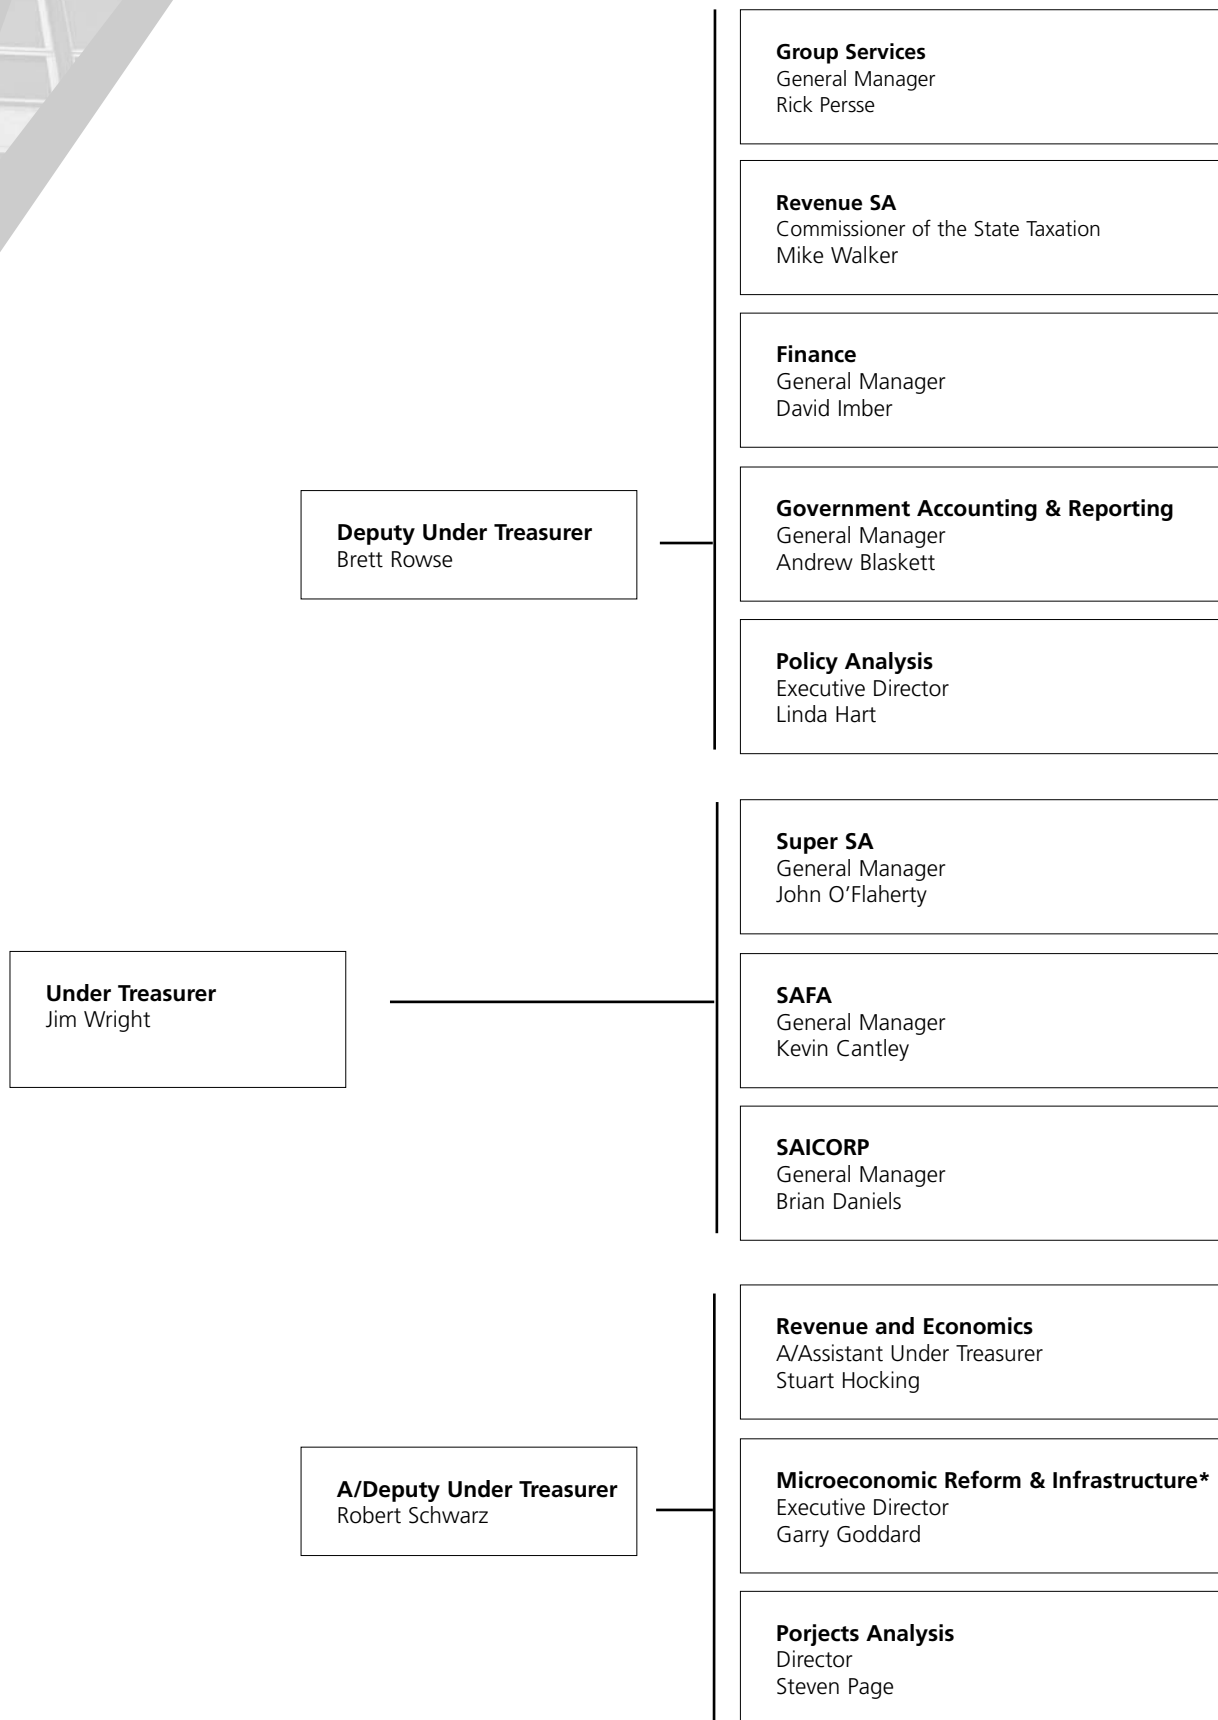 Group Services
General Manager
Rick Persse
Revenue SA
Commissioner of the State Taxation
Mike Walker
Finance
General Manager
David Imber
Deputy Under Treasurer
Brett Rowse
Government Accounting & Reporting
General Manager
Andrew Blaskett
Policy Analysis
Executive Director
Linda Hart
Super SA
General Manager
John O’Flaherty
Under Treasurer
Jim Wright
SAFA
General Manager
Kevin Cantley
SAICORP
General Manager
Brian Daniels
Revenue and Economics
A/Assistant Under Treasurer
Stuart Hocking
A/Deputy Under Treasurer
Robert Schwarz
Microeconomic Reform & Infrastructure*
Executive Director
Garry Goddard
Porjects Analysis
Director
Steven Page